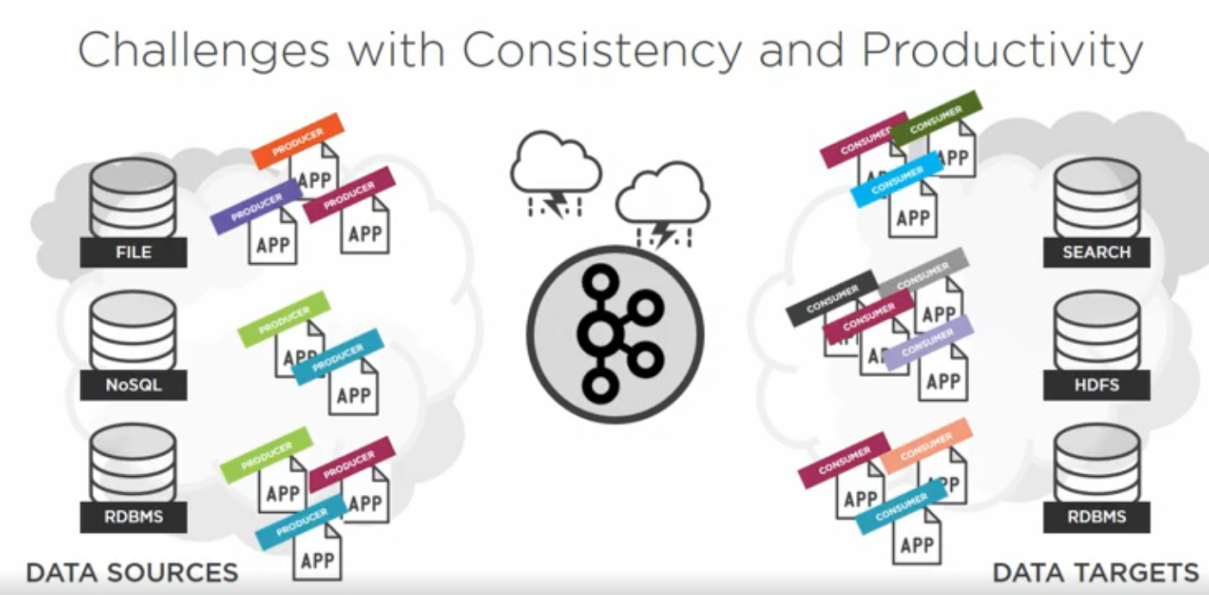 Challenges with Consistency and Productivity
FILE
PRODUCER
APP
PRODUCER
APP
PRODUCER
APP
NoSQL
PRODUCER
APP
PRODUCER
APP
RDBMS
PRODUCER
APP
PRODUCER
APP
PRODUCER
APP
DATA SOURCES
CONSUMER
CONSUMER
APP
CONSUMER
APP
SEARCH
CONSUMER
CONSUMER
APP
CONSUMER
CONSUMER
APP
HDFS
CONSUMER
APP
CONSUMER
APP
CONSUMER
APP
RDBMS
DATA TARGETS